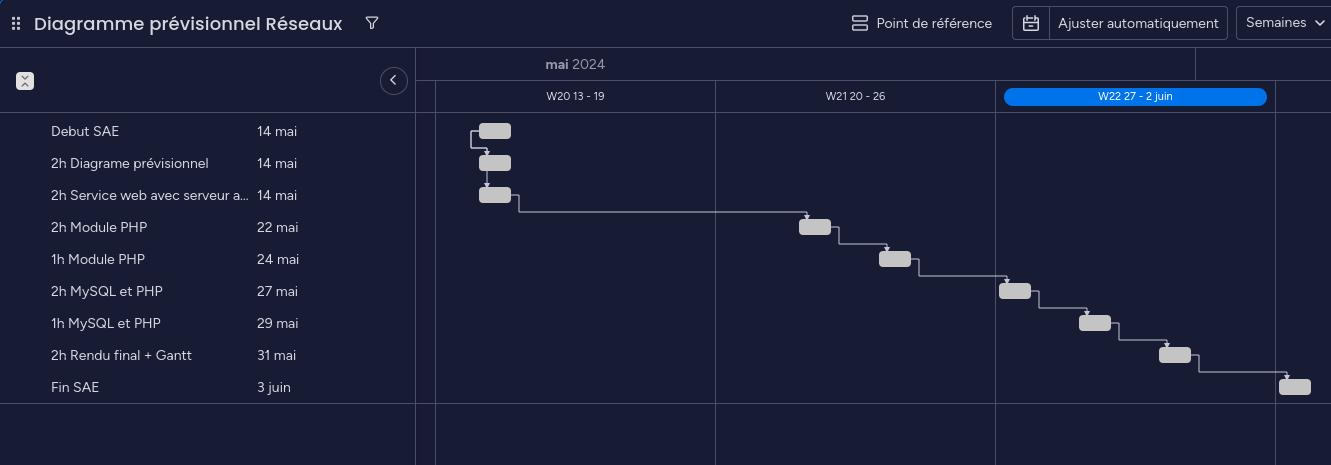 Diagramme prévisionnel Réseaux
Point de référence
Ajuster automatiquement
Semaines
mai 2024
W20 13 - 19
W21 20 - 26
W22 27 - 2 juin
Debut SAE 14 mai
2h Diagrame prévisionnel 14 mai
2h Service web avec serveur a... 14 mai
2h Module PHP 22 mai
1h Module PHP 24 mai
2h MySQL et PHP 27 mai
1h MySQL et PHP 29 mai
2h Rendu final + Gantt 31 mai
Fin SAE 3 juin